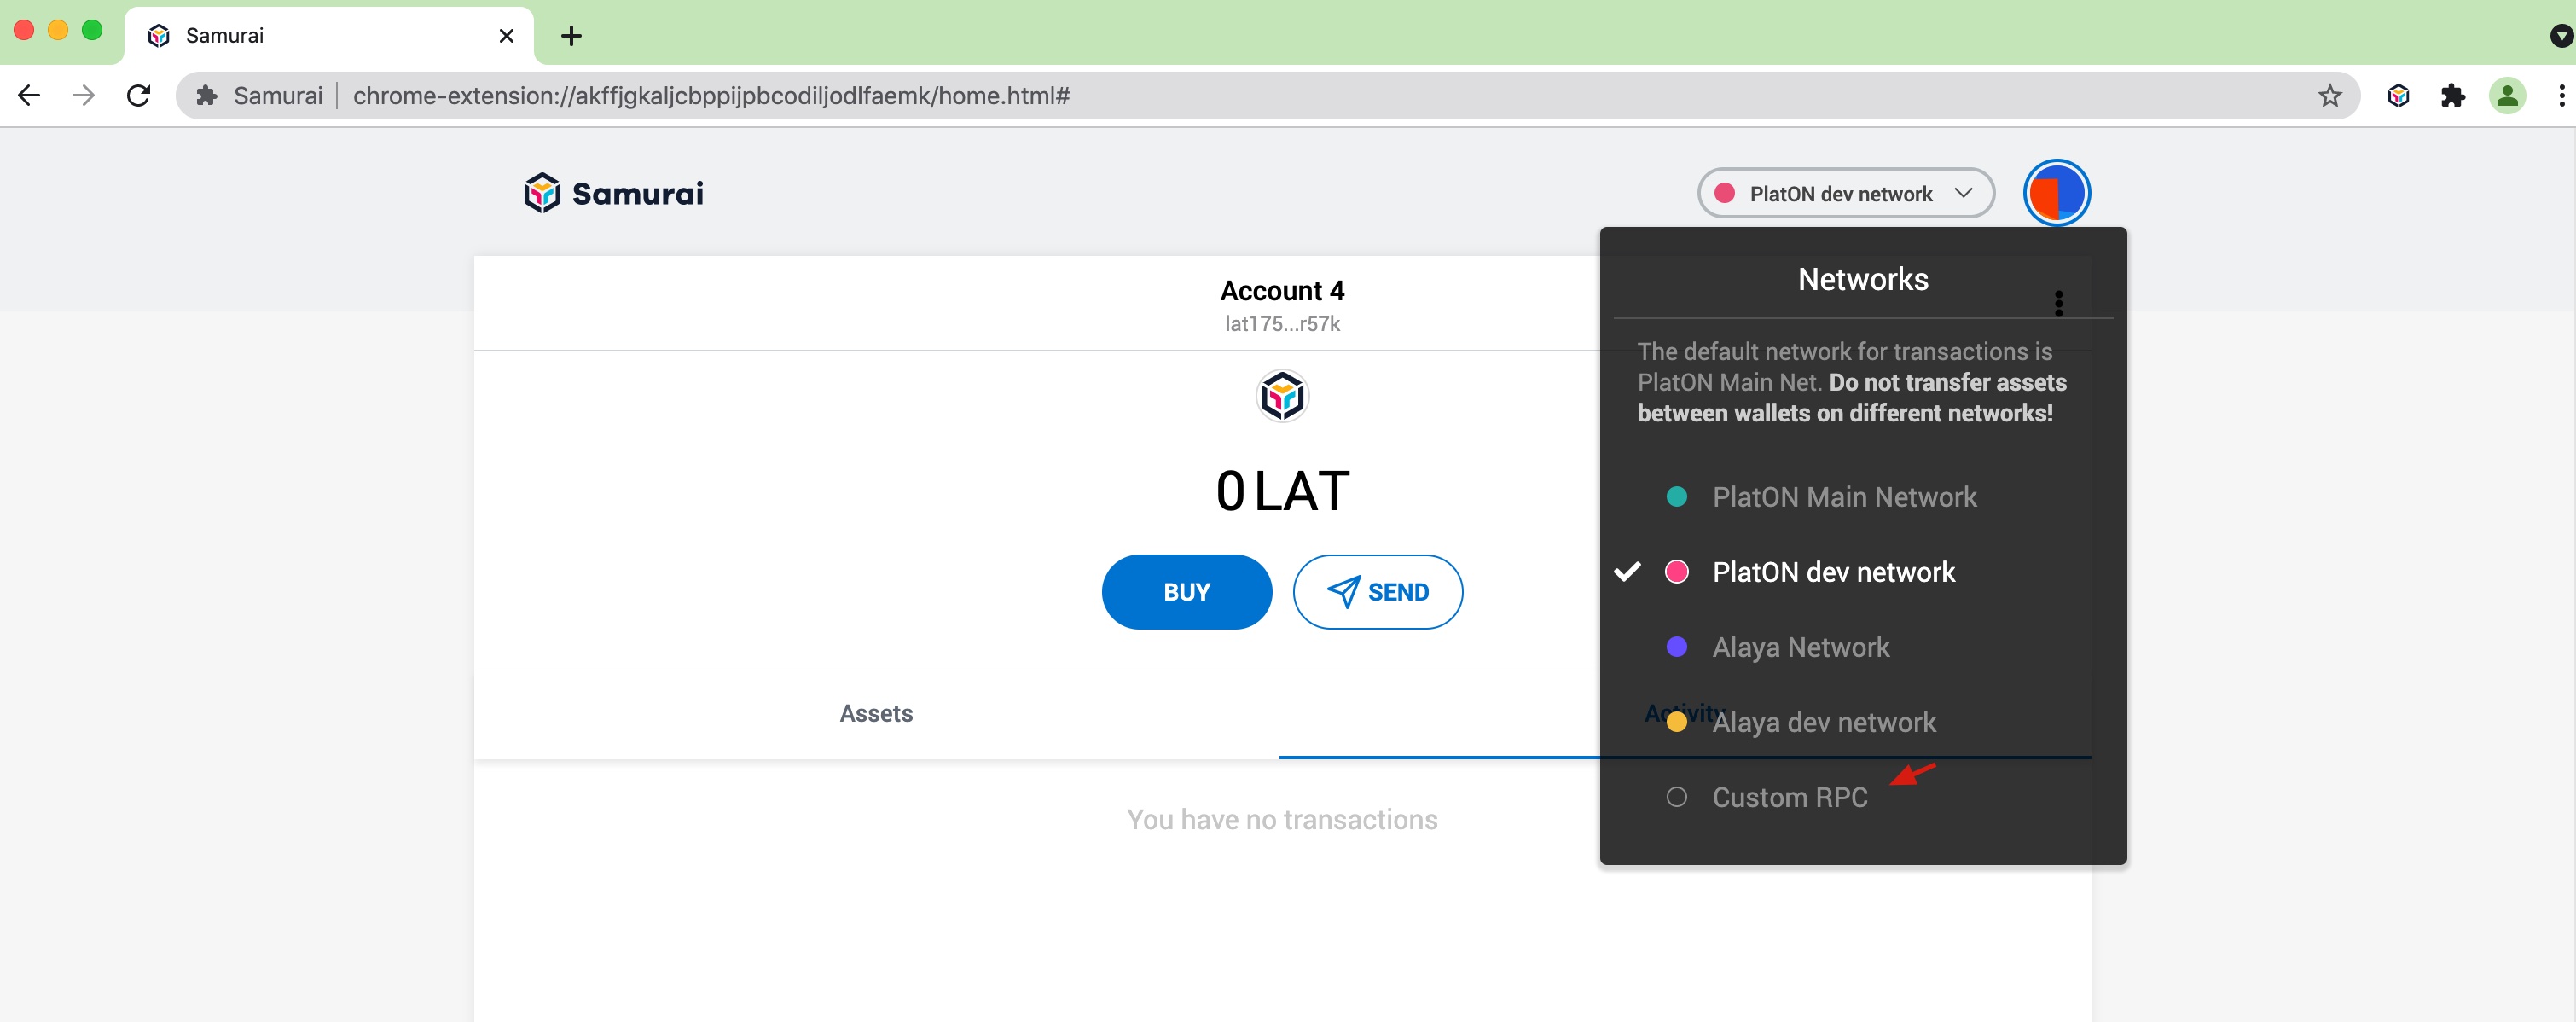 Samurai
Samurai
chrome-extension://akffjgkaljcbppijpbcodiljodlfaemk/home.html#
Samurai
PlatON dev network
Account 4
lat175...r57k
0 LAT
BUY
SEND
Assets
Activity
You have no transactions
Networks
The default network for transactions is
PlatON Main Net. Do not transfer assets
between wallets on different networks!
PlatON Main Network
PlatON dev network
Alaya Network
Alaya dev network
Custom RPC